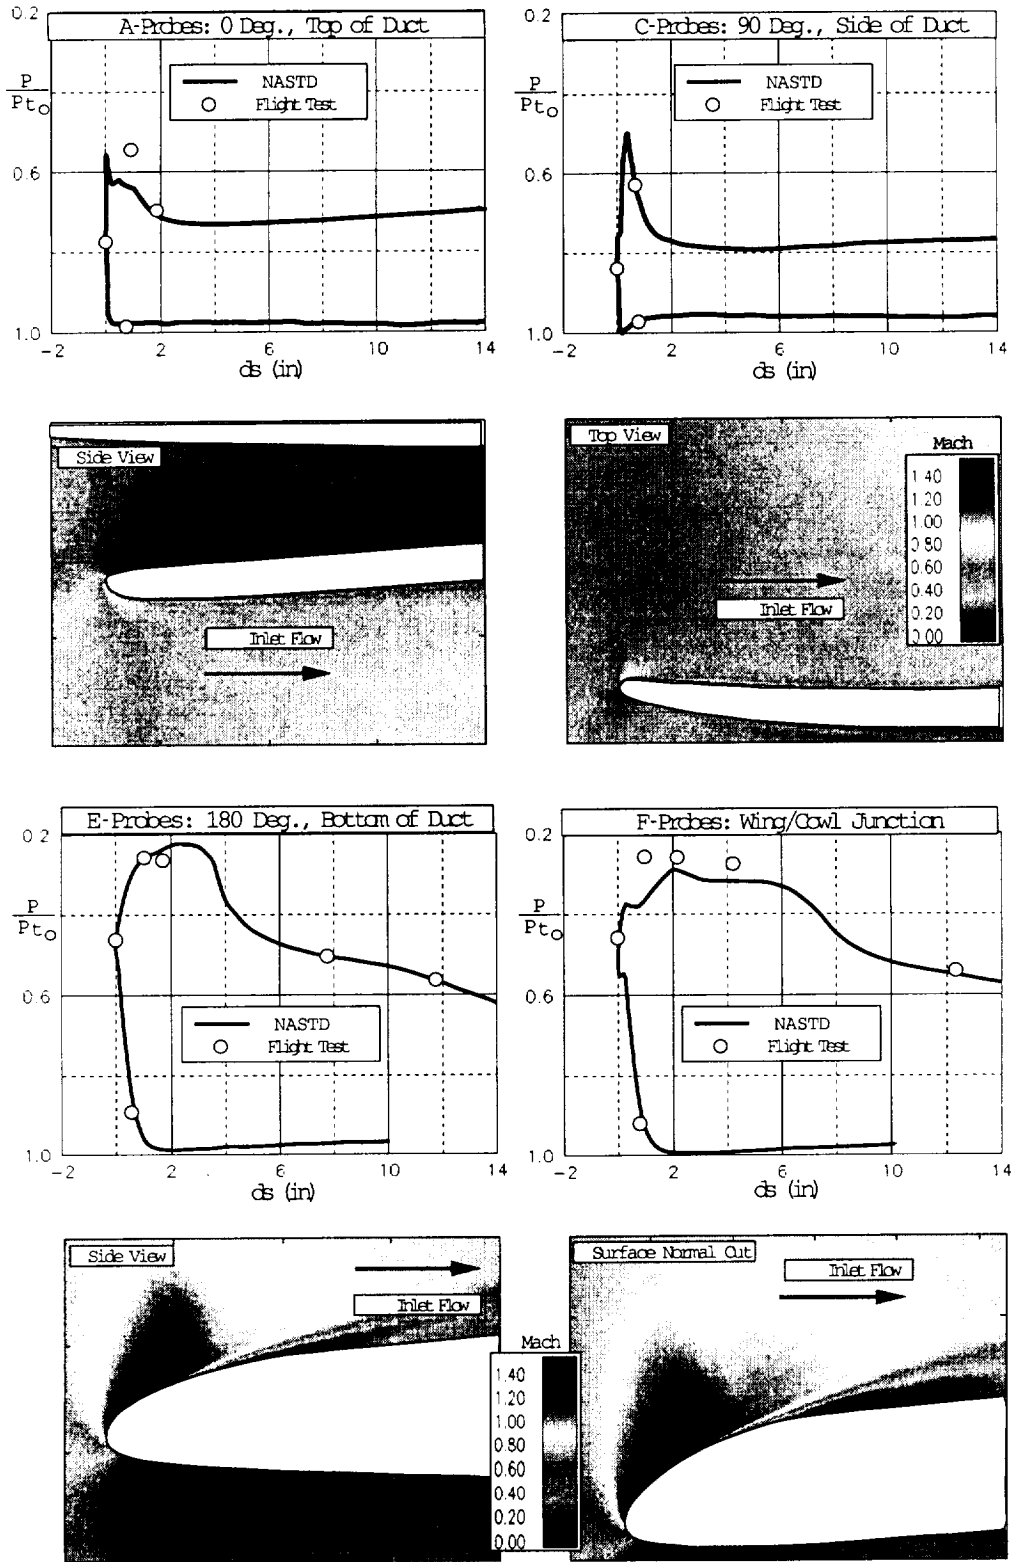 A-Probes: 0 Deg., Top of Duct
0.2
P
Pt0
0.6
1.0
NASTD
Flight Test
-2
2
6
10
14
ds (in)
C-Probes: 90 Deg., Side of Duct
0.2
P
Pt0
0.6
1.0
NASTD
Flight Test
-2
2
6
10
14
ds (in)
Side View
Inlet Flow
Top View
Inlet Flow
Mach
1.40
1.20
1.00
0.80
0.60
0.40
0.20
0.00
E-Probes: 180 Deg., Bottom of Duct
0.2
P
Pt0
0.6
1.0
NASTD
Flight Test
-2
2
6
10
14
ds (in)
F-Probes: Wing/Cowl Junction
0.2
P
Pt0
0.6
1.0
NASTD
Flight Test
-2
2
6
10
14
ds (in)
Side View
Inlet Flow
Mach
1.40
1.20
1.00
0.80
0.60
0.40
0.20
0.00
Surface Normal Cut
Inlet Flow